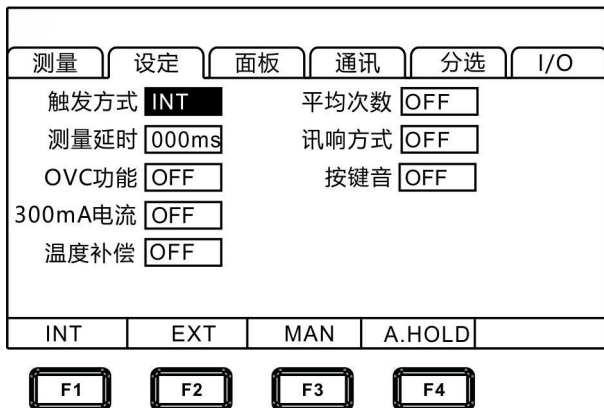 测量 设定 面板 通讯 分选 I/O
触发方式 INT 平均次数 OFF
测量延时 000ms 讯响方式 OFF
OVC功能 OFF 按键音 OFF
300mA电流 OFF
温度补偿 OFF
INT EXT MAN A.HOLD
F1 F2 F3 F4